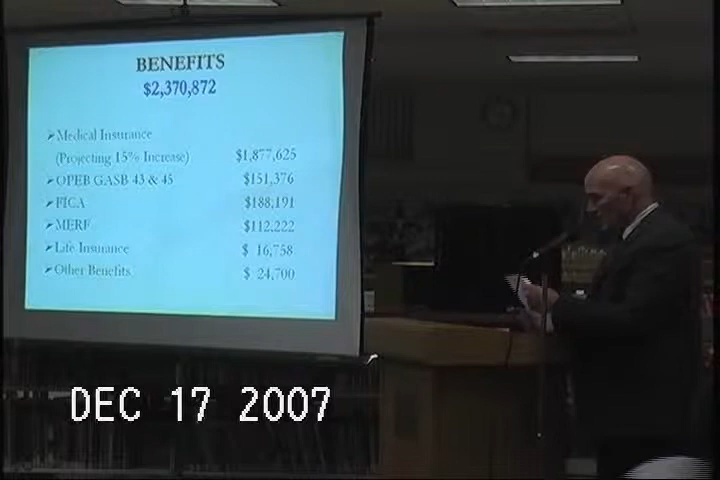 BENEFITS
$2,370,872
➤Medical Insurance
(Projecting 15% Increase) $1,877,625
➤OPEB GASB 43 & 45 $151,376
➤FICA $188,191
➤MERF $112,222
➤Life Insurance $ 16,758
➤Other Benefits $ 24,700
DEC 17 2007